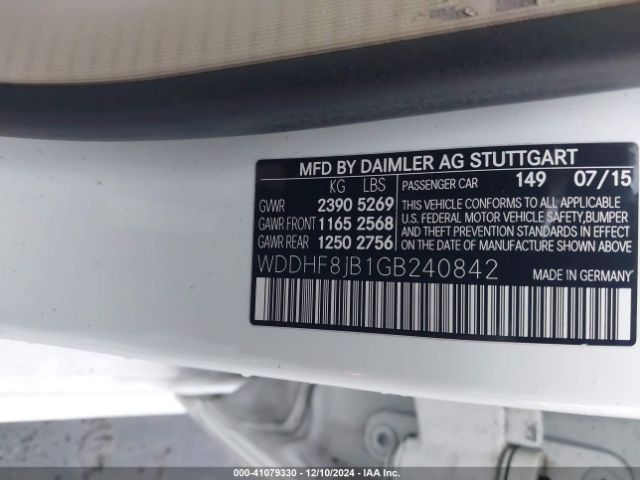 MFD BY DAIMLER AG STUTTGART
KG LBS
GVWR 2390 5269
GAWR FRONT 1165 2568
GAWR REAR 1250 2756
PASSENGER CAR 149 07/15
THIS VEHICLE CONFORMS TO ALL APPLICABLE
U.S. FEDERAL MOTOR VEHICLE SAFETY,BUMPER
AND THEFT PREVENTION STANDARDS IN EFFECT
ON THE DATE OF MANUFACTURE SHOWN ABOVE.
WDDHF8JB1GB240842
MADE IN GERMANY
000-41079330 - 12/10/2024 - IAA Inc.